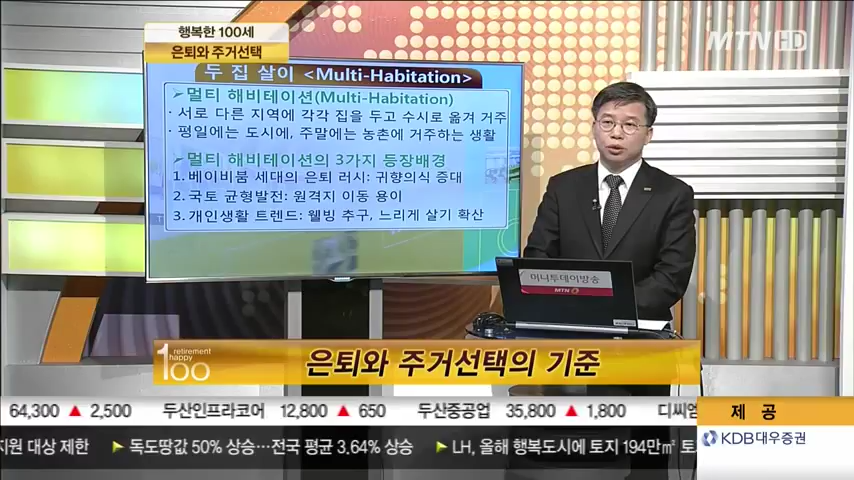 행복한 100세
은퇴와 주거선택
MTN HD
두 집 살이 <Multi-Habitation>
➢멀티 해비테이션(Multi-Habitation)
- 서로 다른 지역에 각각 집을 두고 수시로 옮겨 거주
- 평일에는 도시에, 주말에는 농촌에 거주하는 생활
➢멀티 해비테이션의 3가지 등장배경
1. 베이비붐 세대의 은퇴 러시: 귀향의식 증대
2. 국토 균형발전: 원격지 이동 용이
3. 개인생활 트렌드: 웰빙 추구, 느리게 살기 확산
머니투데이방송
MTN
retirement
happy
100
은퇴와 주거선택의 기준
64,300 ▲ 2,500 두산인프라코어 12,800 ▲ 650 두산중공업 35,800 ▲ 1,800 디씨엠
제 공
지원 대상 제한 ▶ 독도땅값 50% 상승…전국 평균 3.64% 상승 ▶ LH, 올해 행복도시에 토지 194만㎡
KDB대우증권